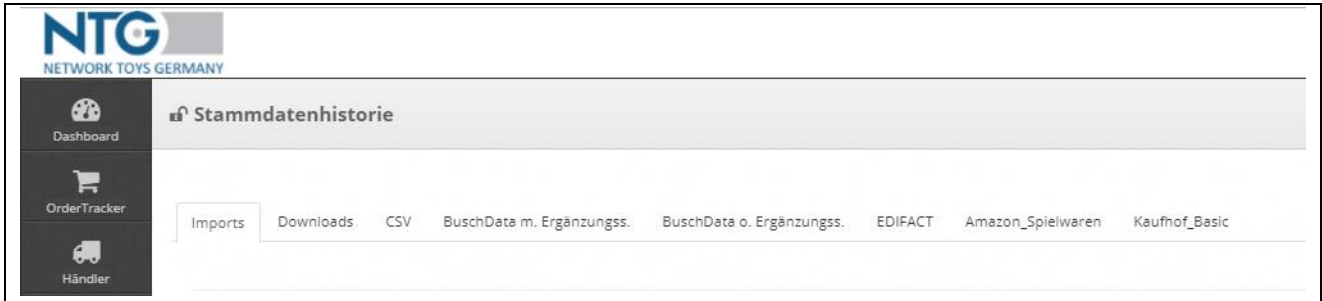 NTG
NETWORK TOYS GERMANY
Dashboard
Stammdatenhistorie
OrderTracker
Imports Downloads CSV BuschData m. Ergänzungss. BuschData o. Ergänzungss. EDIFACT Amazon_Spielwaren Kaufhof_Basic
Händler